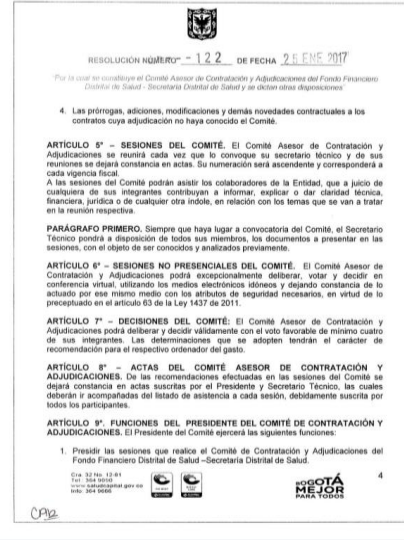 RESOLUCIÓN NÚMERO - 122 DE FECHA 25 ENE 2017
"Por la cual se constituye el Comité Asesor de Contratación y Adjudicaciones del Fondo Financiero
Distrital de Salud - Secretaría Distrital de Salud y se dictan otras disposiciones"
4. Las prórrogas, adiciones, modificaciones y demás novedades contractuales a los
contratos cuya adjudicación no haya conocido el Comité.
ARTÍCULO 5° – SESIONES DEL COMITÉ. El Comité Asesor de Contratación y
Adjudicaciones se reunirá cada vez que lo convoque su secretario técnico y de sus
reuniones se dejará constancia en actas. Su numeración será ascendente y corresponderá a
cada vigencia fiscal.
A las sesiones del Comité podrán asistir los colaboradores de la Entidad, que a juicio de
cualquiera de sus integrantes contribuyan a informar, explicar o dar claridad técnica,
financiera, jurídica o de cualquier otra índole, en relación con los temas que se van a tratar
en la reunión respectiva.
PARÁGRAFO PRIMERO. Siempre que haya lugar a convocatoria del Comité, el Secretario
Técnico pondrá a disposición de todos sus miembros, los documentos a presentar en las
sesiones, con el objeto de ser conocidos y analizados previamente.
ARTÍCULO 6° – SESIONES NO PRESENCIALES DEL COMITÉ. El Comité Asesor de
Contratación y Adjudicaciones podrá excepcionalmente deliberar, votar y decidir en
conferencia virtual, utilizando los medios electrónicos idóneos y dejando constancia de lo
actuado por ese mismo medio con los atributos de seguridad necesarios, en virtud de lo
preceptuado en el artículo 63 de la Ley 1437 de 2011.
ARTÍCULO 7° – DECISIONES DEL COMITÉ: El Comité Asesor de Contratación y
Adjudicaciones podrá deliberar y decidir válidamente con el voto favorable de mínimo cuatro
de sus integrantes. Las determinaciones que se adopten tendrán el carácter de
recomendación para el respectivo ordenador del gasto.
ARTÍCULO 8° – ACTAS DEL COMITÉ ASESOR DE CONTRATACIÓN Y
ADJUDICACIONES. De las recomendaciones efectuadas en las sesiones del Comité se
dejará constancia en actas suscritas por el Presidente y Secretario Técnico, las cuales
deberán ir acompañadas del listado de asistencia a cada sesión, debidamente suscrita por
todos los participantes.
ARTÍCULO 9°. FUNCIONES DEL PRESIDENTE DEL COMITÉ DE CONTRATACIÓN Y
ADJUDICACIONES. El Presidente del Comité ejercerá las siguientes funciones:
1. Presidir las sesiones que realice el Comité de Contratación y Adjudicaciones del
Fondo Financiero Distrital de Salud –Secretaría Distrital de Salud.
Cra. 32 No. 12-81
Tel.: 364 9090
www.saludcapital.gov.co
Info: 364 9666
BOGOTÁ
MEJOR
PARA TODOS
4